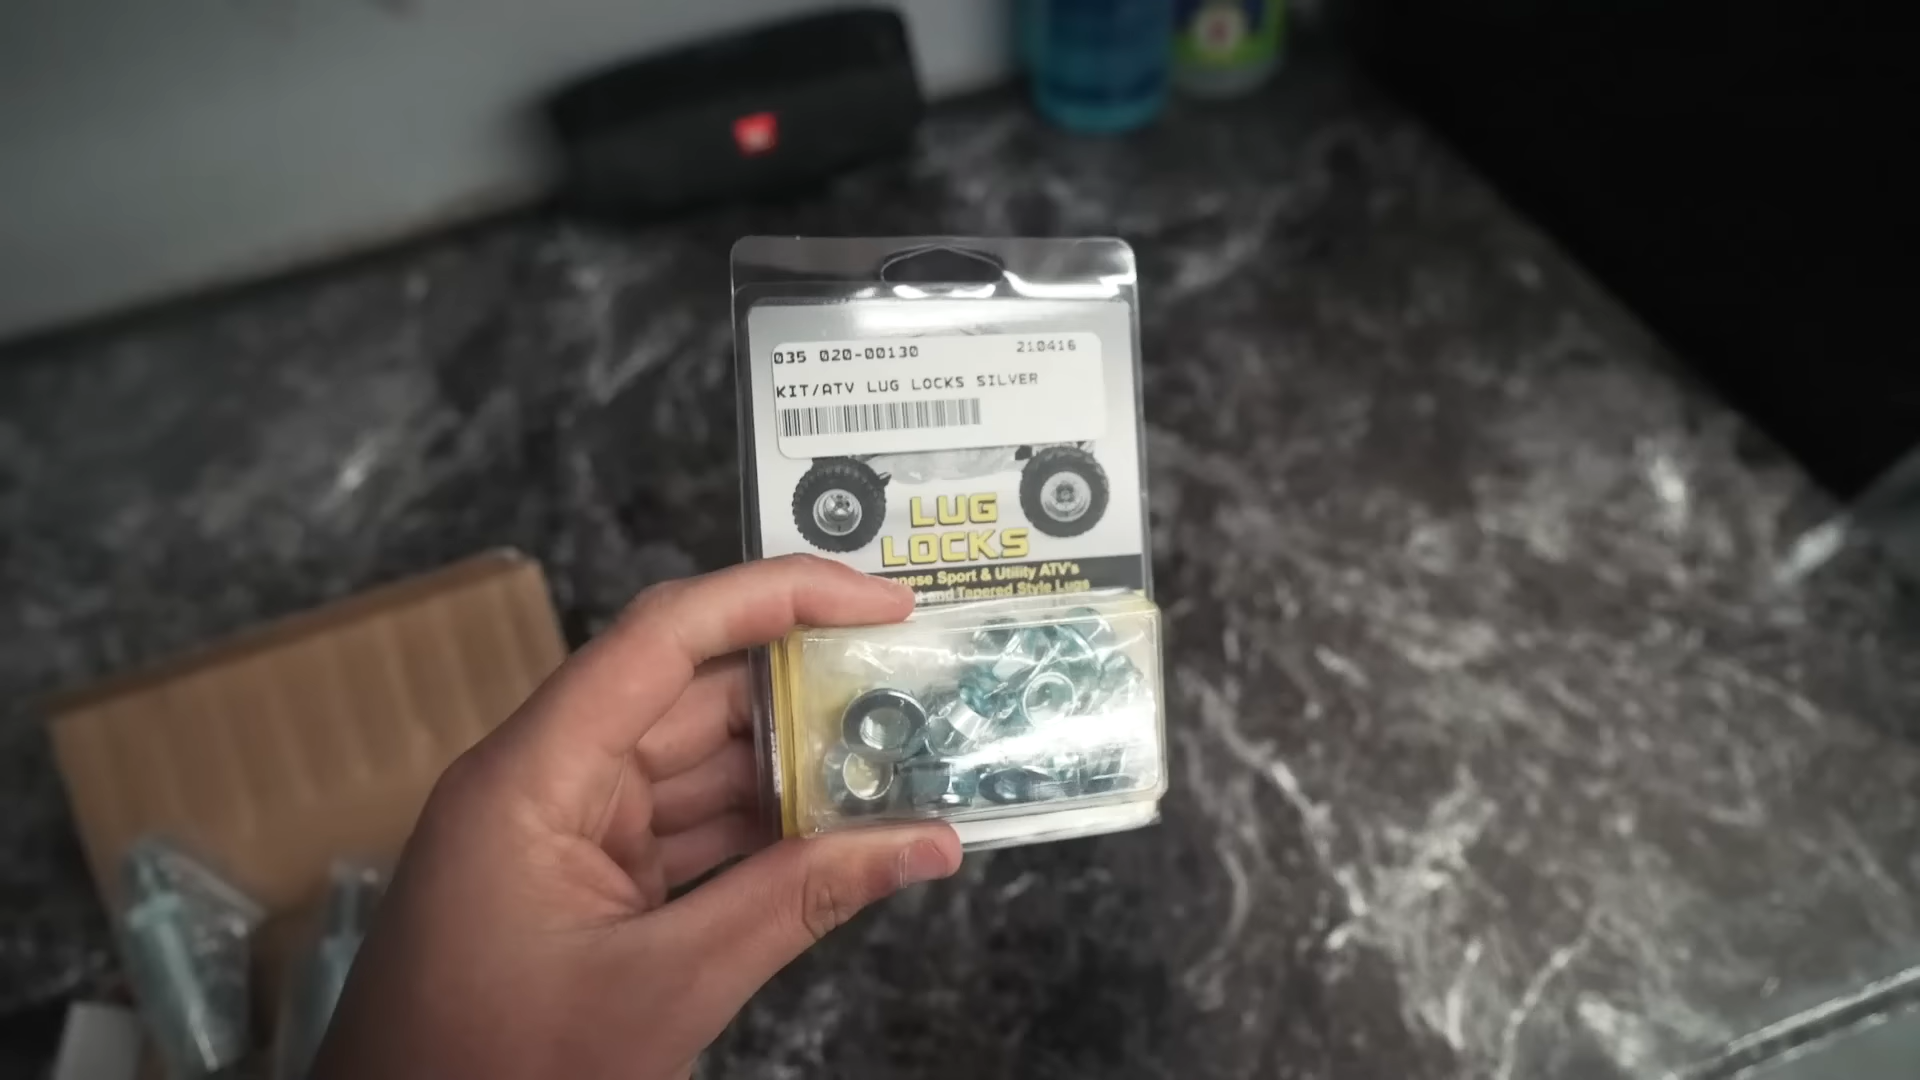 035 020-00130 210416
KIT/ATV LUG LOCKS SILVER
LUG
LOCKS
Sport & Utility ATV's
and Tapered Style Lugs